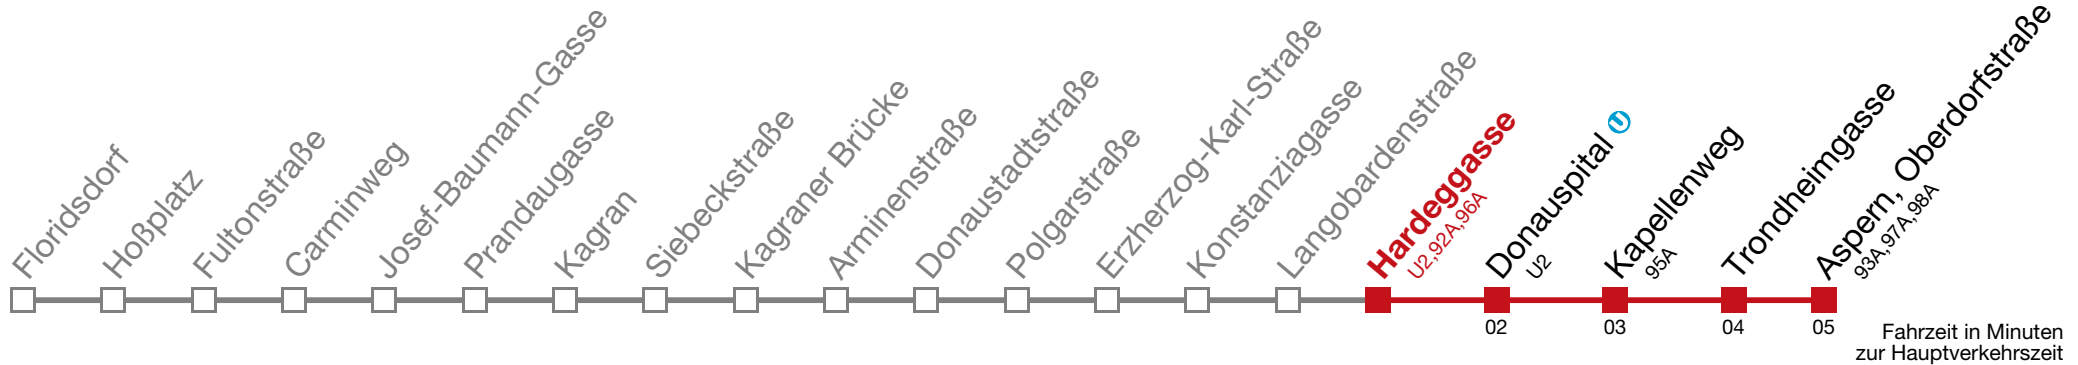 Floridsdorf
Hoßplatz
Fultonstraße
Carminweg
Josef-Baumann-Gasse
Prandaugasse
Kagran
Siebeckstraße
Kagraner Brücke
Arminenstraße
Donaustadtstraße
Polgarstraße
Erzherzog-Karl-Straße
Konstanziagasse
Langobardenstraße
Hardeggasse
U2,92A,96A
Donauspital U
U2
02
Kapellenweg
95A
03
Trondheimgasse
04
Aspern, Oberdorfstraße
93A,97A,98A
05
Fahrzeit in Minuten
zur Hauptverkehrszeit